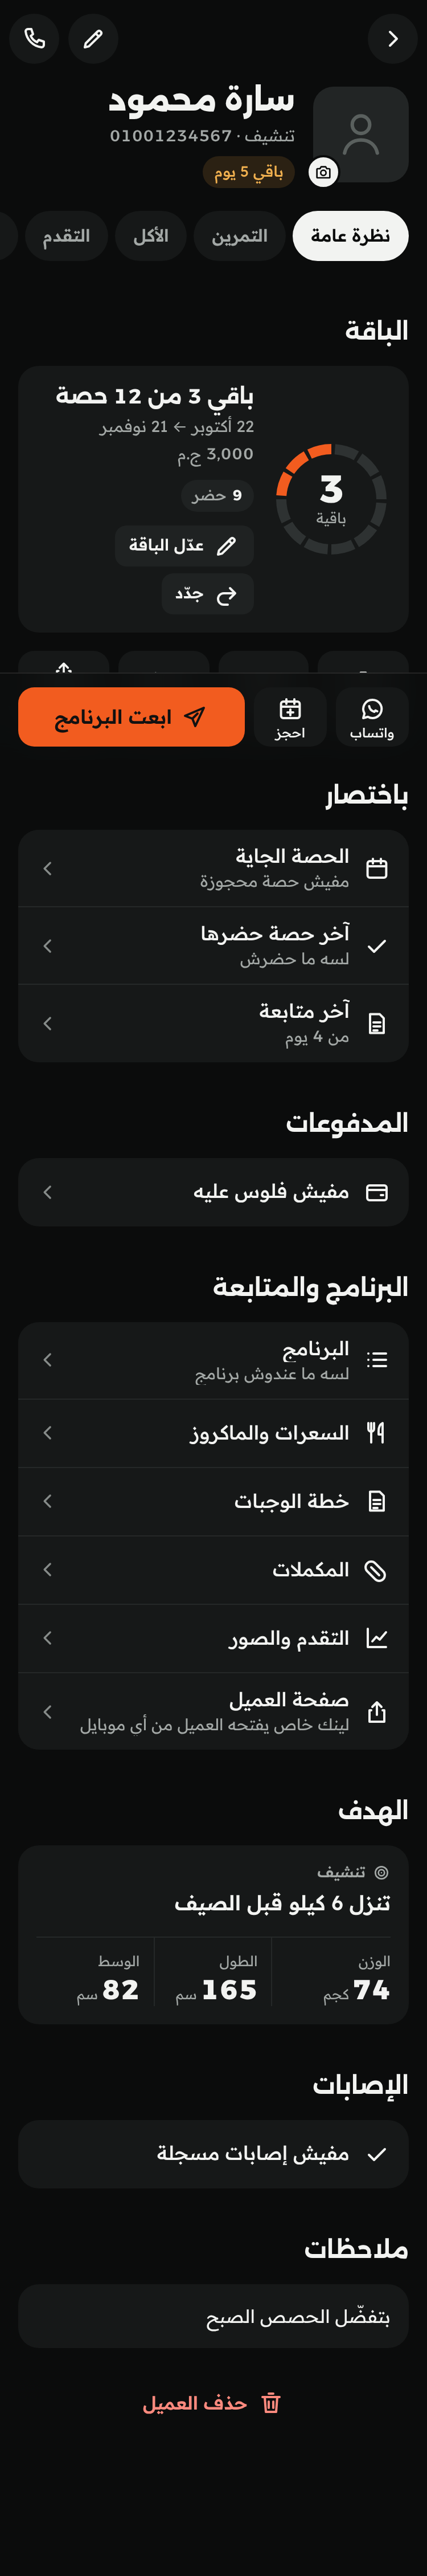 سارة محمود
تنشيف · 01001234567
باقي 5 يوم
نظرة عامة
التمرين
الأكل
التقدم
الباقة
3
باقية
باقي 3 من 12 حصة
22 أكتوبر ← 21 نوفمبر
3,000 ج.م
9 حضر
عدّل الباقة
جدّد
واتساب
احجز
ابعت البرنامج
باختصار
الحصة الجاية
مفيش حصة محجوزة
آخر حصة حضرها
لسه ما حضرش
آخر متابعة
من 4 يوم
المدفوعات
مفيش فلوس عليه
البرنامج والمتابعة
البرنامج
لسه ما عندوش برنامج
السعرات والماكروز
خطة الوجبات
المكملات
التقدم والصور
صفحة العميل
لينك خاص يفتحه العميل من أي موبايل
الهدف
تنشيف
تنزل 6 كيلو قبل الصيف
الوزن
74 كجم
الطول
165 سم
الوسط
82 سم
الإصابات
مفيش إصابات مسجلة
ملاحظات
بتفضّل الحصص الصبح
حذف العميل